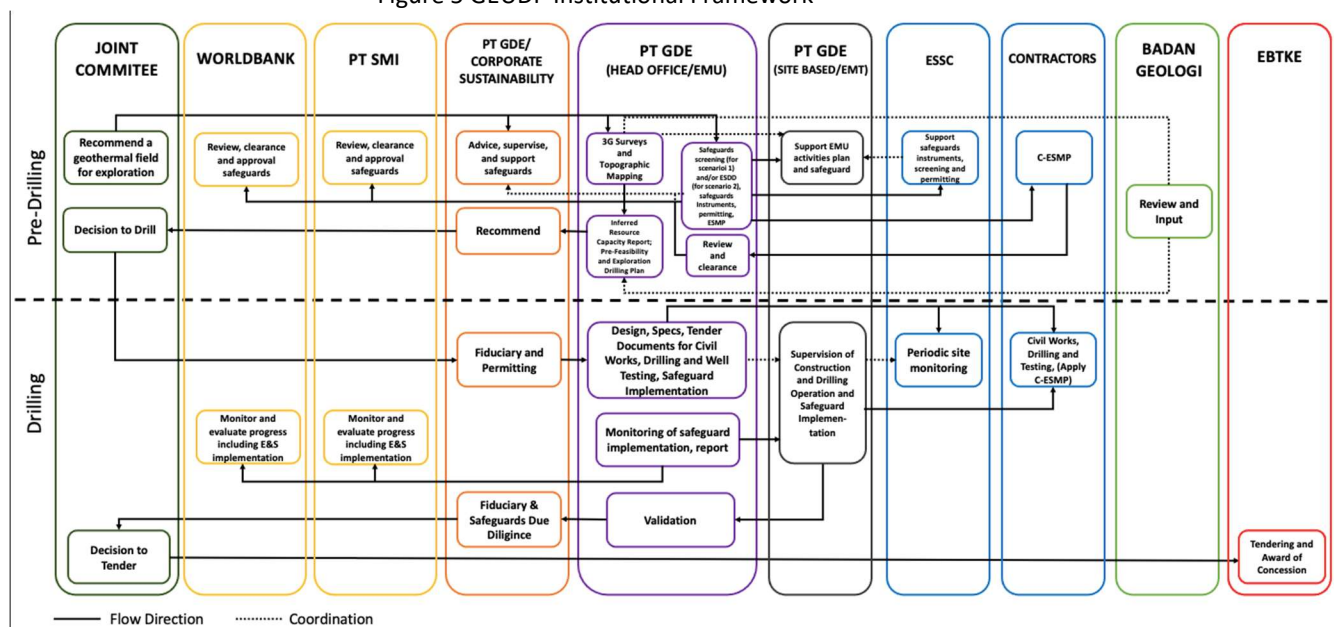 Figure GEUDP Institutional Framework
JOINT
COMMITEE
WORLDBANK
PT SMI
PT GDE/
CORPORATE
SUSTAINABILITY
PT GDE
(HEAD OFFICE/EMU)
PT GDE
(SITE BASED/EMT)
ESSC
CONTRACTORS
BADAN
GEOLOGI
EBTKE
Pre-Drilling
Recommend a
geothermal field
for exploration
Review, clearance
and approval
safeguards
Review, clearance
and approval
safeguards
Advice, supervise,
and support
safeguards
3G Surveys
and
Topographic
Mapping
Safeguards
screening (for
scenarioi 1)
and/or ESDD
(for scenario 2),
safeguards
Instruments,
permitting,
ESMP
Support EMU
activities plan
and safeguard
Support
safeguards
instruments,
screening and
permitting
C-ESMP
Review and
Input
Decision to Drill
Recommend
Inferred
Resource
Capacity Report;
Pre-Feasibility
and Exploration
Drilling Plan
Review
and
clearance
Drilling
Fiduciary and
Permitting
Design, Specs, Tender
Documents for Civil
Works, Drilling and Well
Testing, Safeguard
Implementation
Supervision of
Construction
and Drilling
Operation and
Safeguard
Implemen-
tation
Periodic site
monitoring
Civil Works,
Drilling and
Testing, (Apply
C-ESMP)
Monitor and
evaluate progress
including E&S
implementation
Monitor and
evaluate progress
including E&S
implementation
Monitoring of safeguard
implementation, report
Fiduciary &
Safeguards Due
Diligince
Validation
Decision to
Tender
Tendering and
Award of
Concession
Flow Direction
Coordination